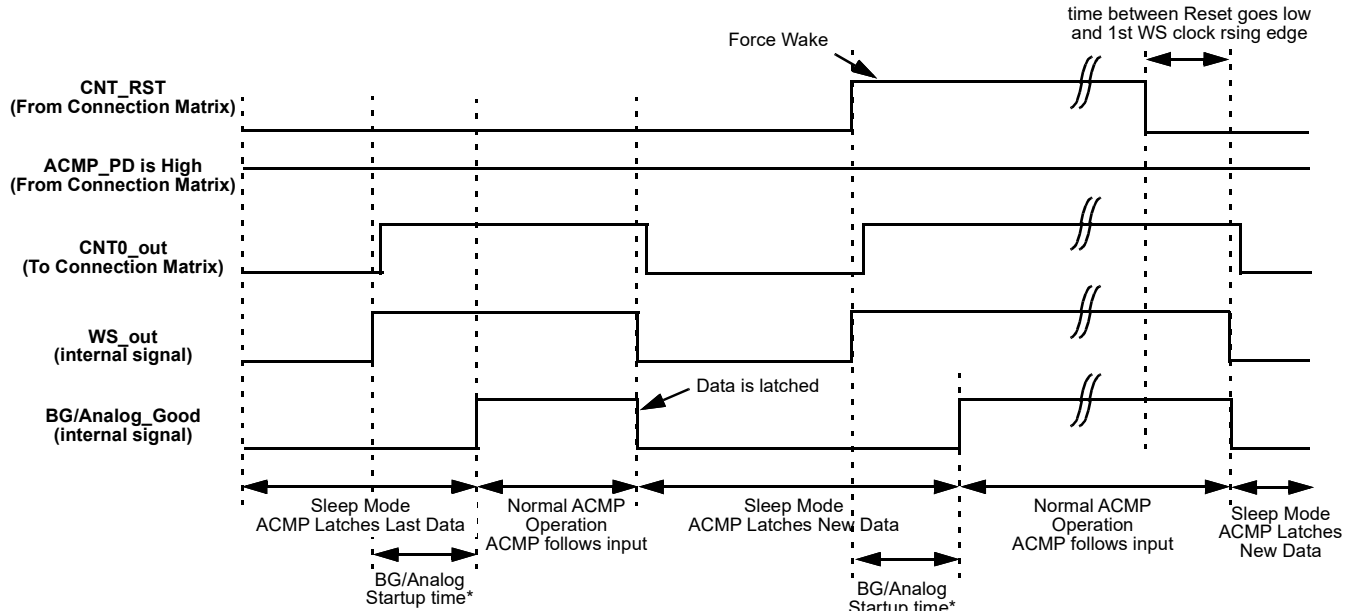 time between Reset goes low
and 1st WS clock rsing edge
Force Wake
CNT_RST
(From Connection Matrix)
ACMP_PD is High
(From Connection Matrix)
CNT0_out
(To Connection Matrix)
WS_out
(internal signal)
Data is latched
BG/Analog_Good
(internal signal)
Sleep Mode
ACMP Latches Last Data
Normal ACMP
Operation
ACMP follows input
Sleep Mode
ACMP Latches New Data
Normal ACMP
Operation
ACMP follows input
Sleep Mode
ACMP Latches
New Data
BG/Analog
Startup time*
BG/Analog
Startup time*